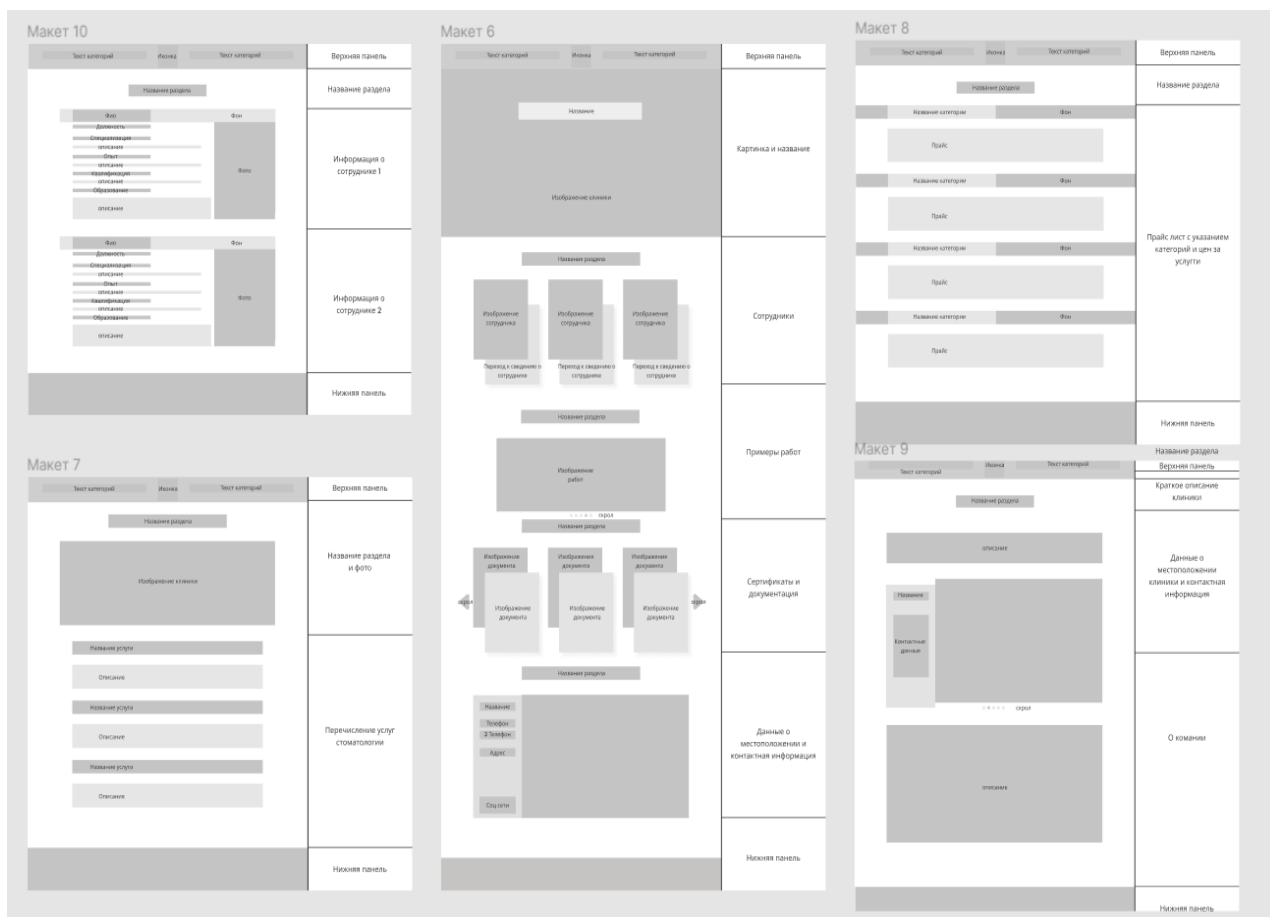 Макет 10
Текст категорий
Иконка
Текст категорий
Верхняя панель
Название раздела
Название раздела
Фио
Фон
Должность
Специализация
описание
Опыт
описание
Квалификация
описание
Образование
описание
Фото
Информация о
сотруднике 1
Фио
Фон
Должность
Специализация
описание
Опыт
описание
Квалификация
описание
Образование
описание
Фото
Информация о
сотруднике 2
Нижняя панель
Макет 7
Текст категорий
Иконка
Текст категорий
Верхняя панель
Название раздела
Изображение клиники
Название раздела
и фото
Название услуги
Описание
Название услуги
Описание
Название услуги
Описание
Перечисление услуг
стоматологии
Нижняя панель
Макет 6
Текст категорий
Иконка
Текст категорий
Верхняя панель
Название
Изображение клиники
Картинка и название
Название раздела
Изображение
сотрудника
Изображение
сотрудника
Изображение
сотрудника
Переход к сведению о
сотруднике
Переход к сведению о
сотруднике
Переход к сведению о
сотруднике
Сотрудники
Название раздела
Изображение
работ
скрол
Примеры работ
Название раздела
Изображение
документа
Изображение
документа
Изображение
документа
скрол
Изображение
документа
Изображение
документа
Изображение
документа
скрол
Сертификаты и
документация
Название раздела
Название
Телефон
2 Телефон
Адрес
Соц.сети
Данные о
местоположении и
контактная информация
Нижняя панель
Макет 8
Текст категорий
Иконка
Текст категорий
Верхняя панель
Название раздела
Название раздела
Название категории
Фон
Прайс
Название категории
Фон
Прайс
Название категории
Фон
Прайс
Название категории
Фон
Прайс
Прайс лист с указанием
категорий и цен за
услугги
Нижняя панель
Макет 9
Название раздела
Верхняя панель
Текст категорий
Иконка
Текст категорий
Краткое описание
клиники
Название раздела
описание
Название
Контактные
данные
скрол
Данные о
местоположении
клиники и контактная
информация
описание
О комании
Нижняя панель